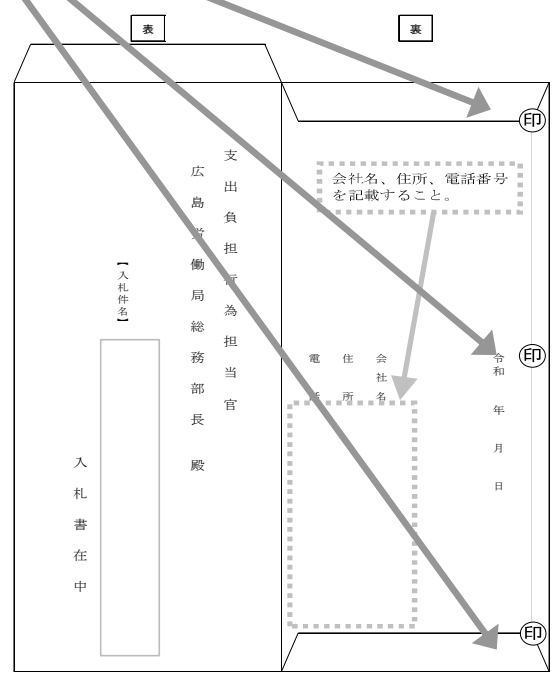 表
裏
支出負担行為担当官
広島労働局総務部長 殿
【入札件名】
入札書在中
印
会社名、住所、電話番号
を記載すること。
印
令和 年 月 日
会社名
住所
電話
印